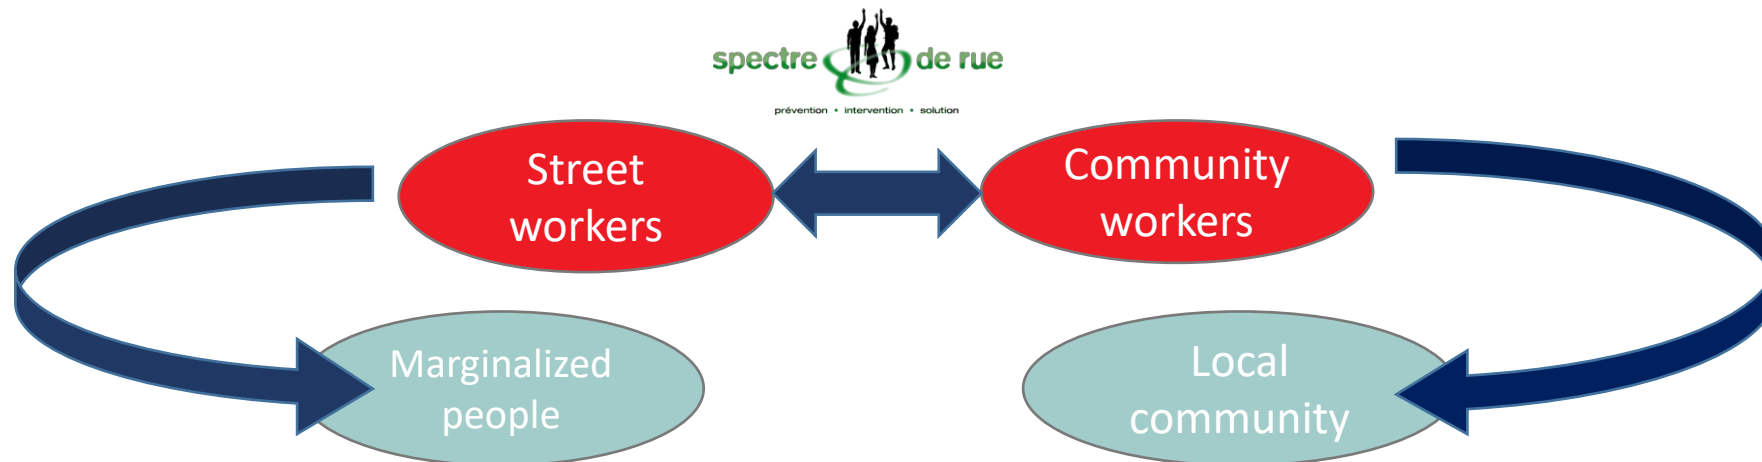 spectre de rue
prévention • intervention • solution
Street
workers
Community
workers
Marginalized
people
Local
community